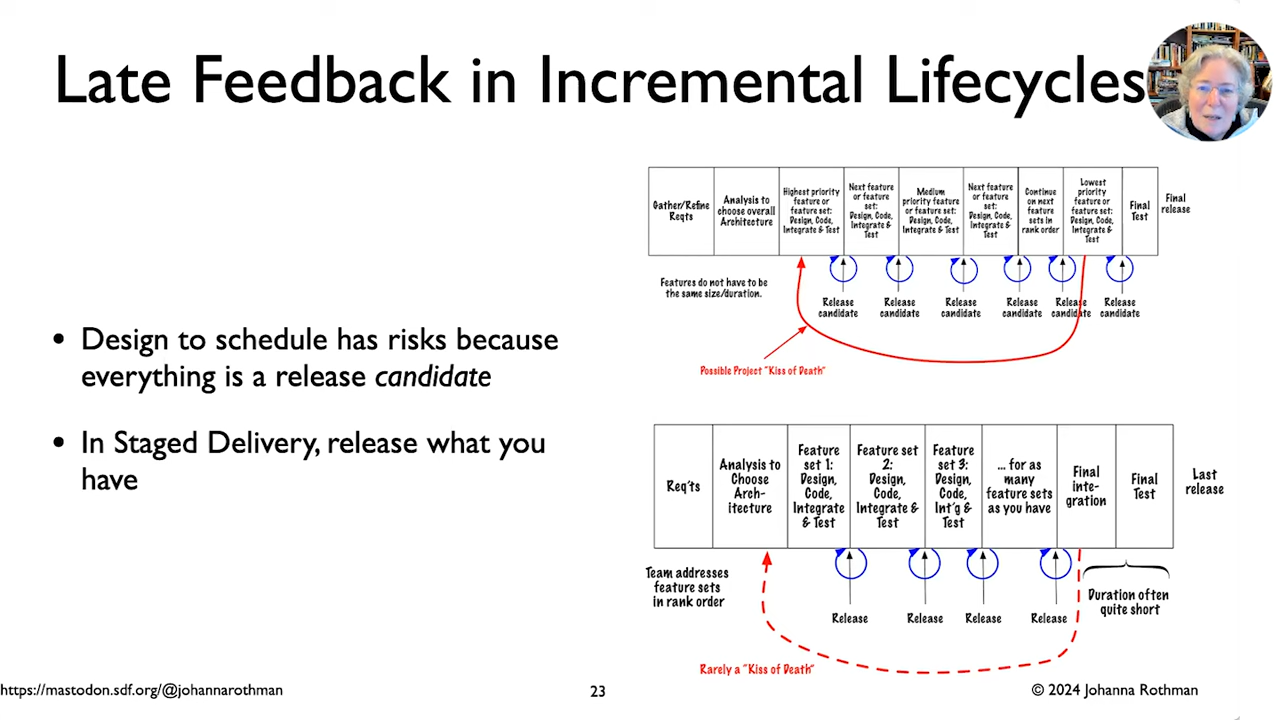 Late Feedback in Incremental Lifecycles
• Design to schedule has risks because
everything is a release candidate
• In Staged Delivery, release what you
have
Gather/Refine
Reqts
Analysis to
choose overall
Architecture
Highest priority
feature or
feature set:
Design, Code,
Integrate & Test
Next feature
or feature
set:
Design, Code,
Integrate &
Test
Medium
priority feature
or feature set:
Design, Code,
Integrate & Test
Next feature
or feature
set:
Design, Code,
Integrate &
Test
Continue
on next
feature
sets in
rank order
Lowest
priority
feature or
feature set:
Design, Code,
Integrate &
Test
Final
Test
Final
release
Features do not have to be
the same size/duration.
Release
candidate
Release
candidate
Release
candidate
Release
candidate
Release
candidate
Release
candidate
Possible Project "Kiss of Death"
Req'ts
Analysis to
Choose
Arch-
itecture
Feature
set 1:
Design,
Code,
Integrate
& Test
Feature set
2:
Design,
Code,
Integrate &
Test
Feature
set 3:
Design,
Code,
Int'g &
Test
... for as
many
feature sets
as you have
Final
inte-
gration
Final
Test
Last
release
Team addresses
feature sets
in rank order
Release
Release
Release
Release
Duration often
quite short
Rarely a "Kiss of Death"
https://mastodon.sdf.org/@johannarothman
23
© 2024 Johanna Rothman